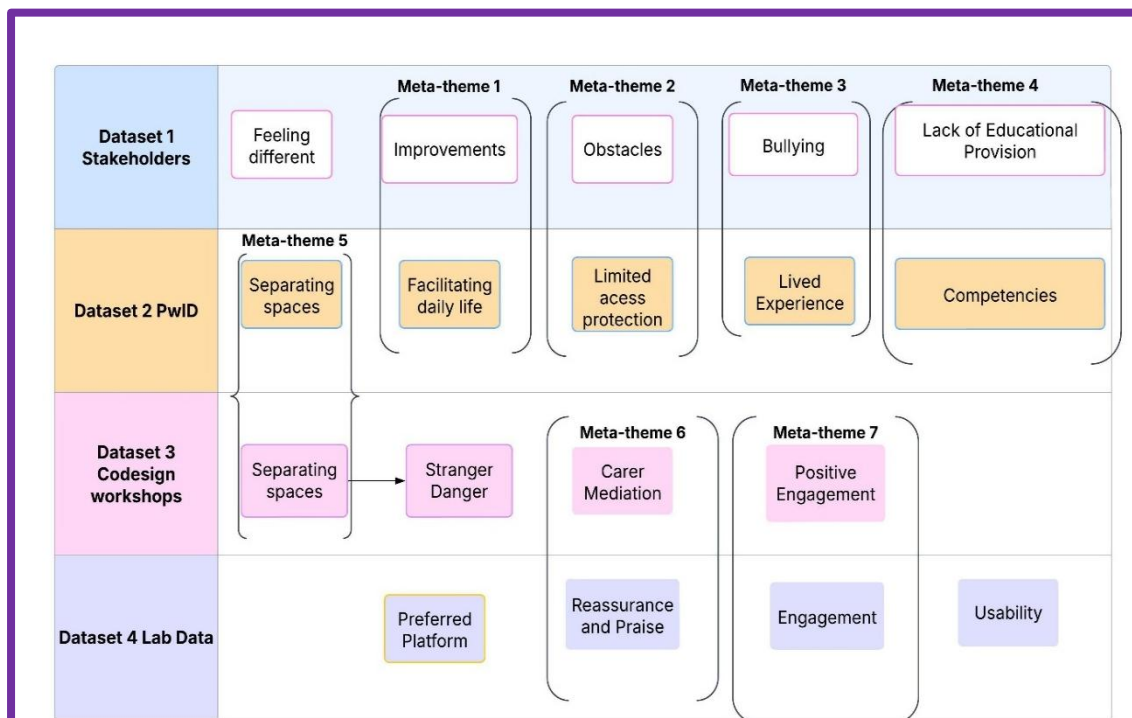 Meta-theme 1
Meta-theme 2
Meta-theme 3
Meta-theme 4
Dataset 1
Stakeholders
Feeling
different
Improvements
Obstacles
Bullying
Lack of Educational
Provision
Meta-theme 5
Dataset 2 PwID
Separating
spaces
Facilitating
daily life
Limited
acess
protection
Lived
Experience
Competencies
Dataset 3
Codesign
workshops
Separating
spaces
Stranger
Danger
Meta-theme 6
Carer
Mediation
Meta-theme 7
Positive
Engagement
Dataset 4 Lab Data
Preferred
Platform
Reassurance
and Praise
Engagement
Usability